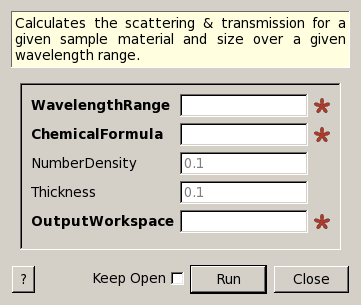 Calculates the scattering & transmission for a
given sample material and size over a given
wavelength range.
WavelengthRange
ChemicalFormula
NumberDensity 0.1
Thickness 0.1
OutputWorkspace
? Keep Open Run Close